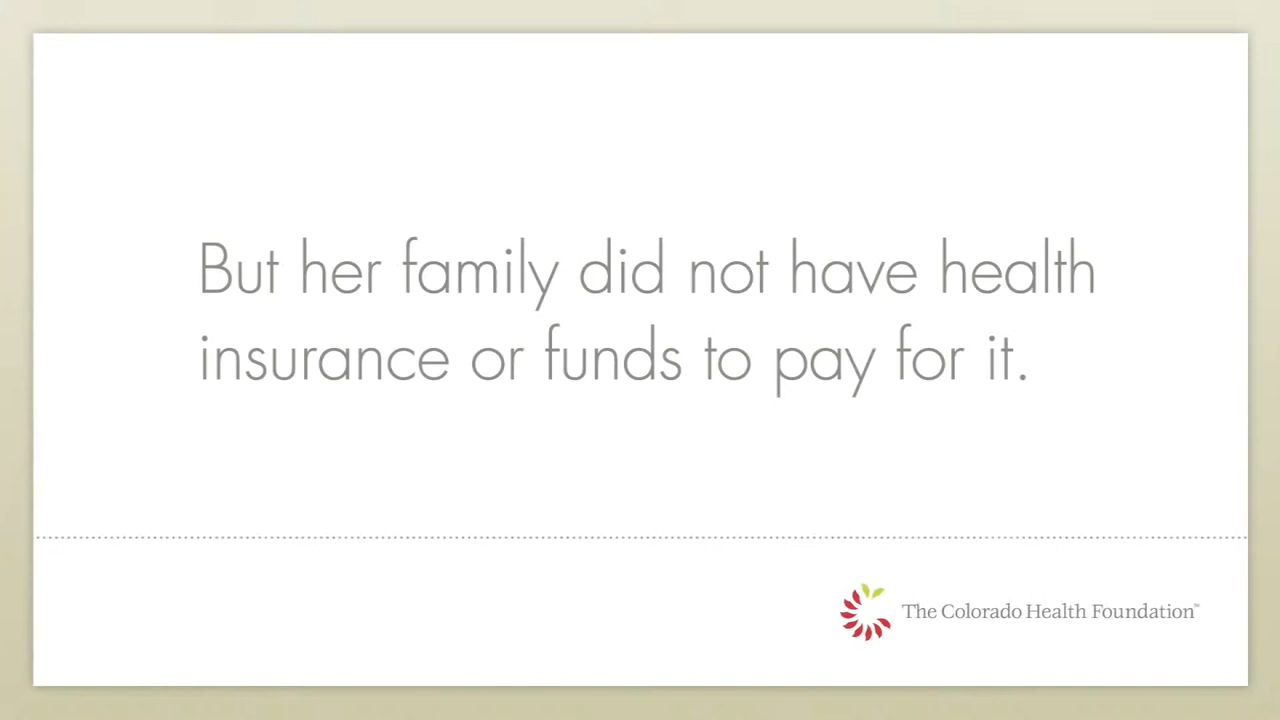 But her family did not have health
insurance or funds to pay for it.
The Colorado Health Foundation™